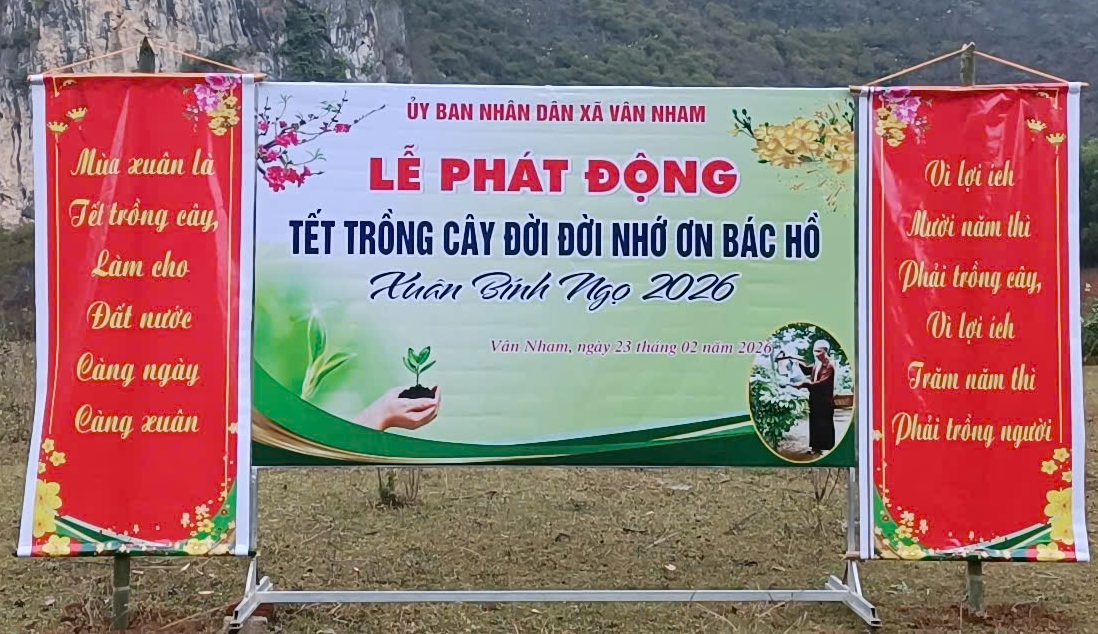 Mùa xuân là
Tết trồng cây,
Làm cho
Đất nước
Càng ngày
Càng xuân
ỦY BAN NHÂN DÂN XÃ VÂN NHAM
LỄ PHÁT ĐỘNG
TẾT TRỒNG CÂY ĐỜI ĐỜI NHỚ ƠN BÁC HỒ
Xuân Bính Ngọ 2026
Vân Nham, ngày 23 tháng 02 năm 2026
Vì lợi ích
Mười năm thì
Phải trồng cây,
Vì lợi ích
Trăm năm thì
Phải trồng người